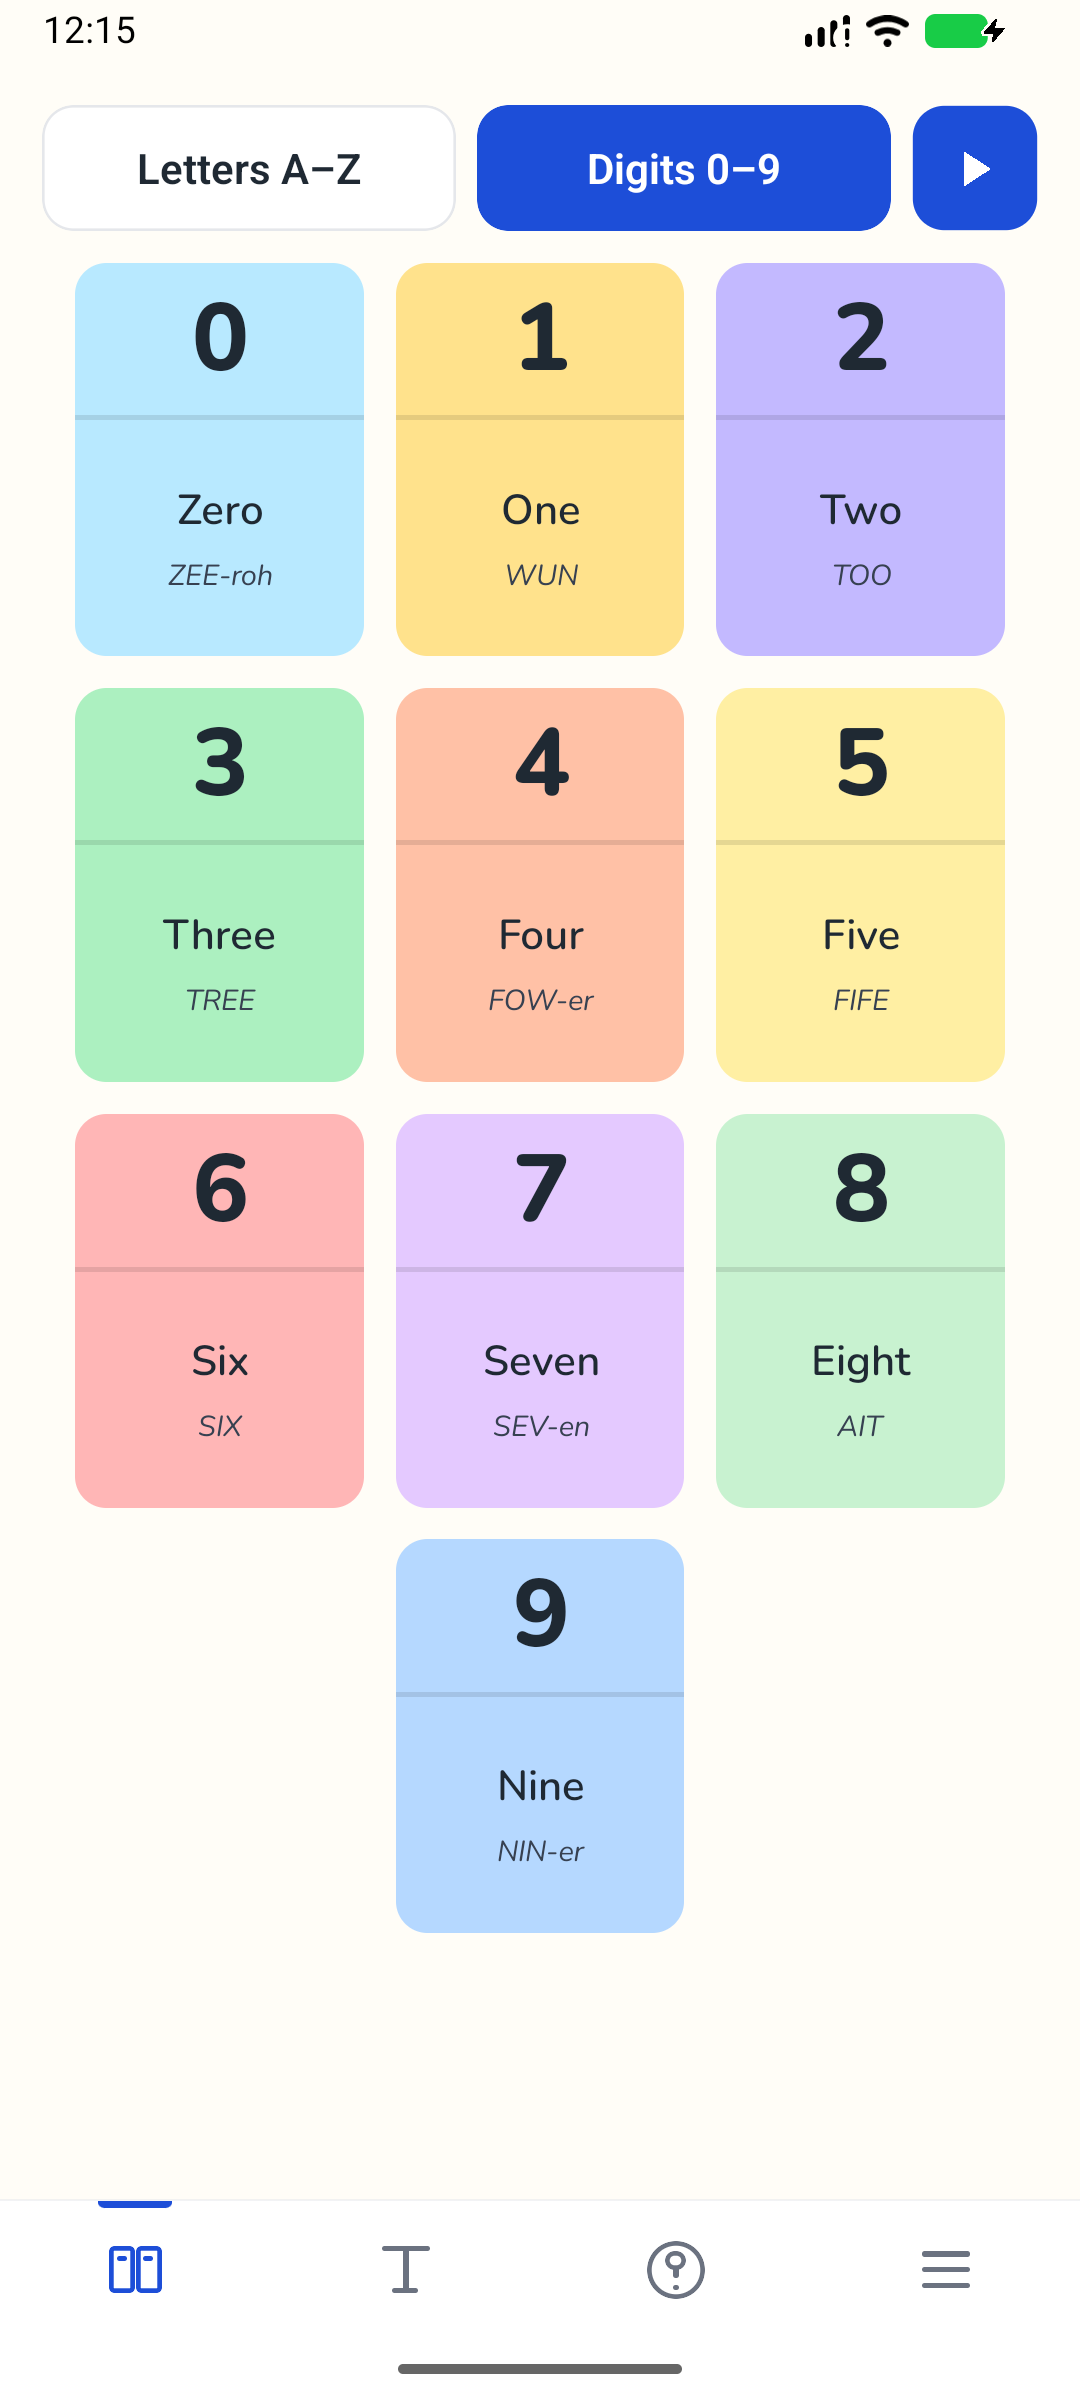 12:15
Letters A–Z
Digits 0–9
0
1
2
Zero
One
Two
ZEE-roh
WUN
TOO
3
4
5
Three
Four
Five
TREE
FOW-er
FIFE
6
7
8
Six
Seven
Eight
SIX
SEV-en
AIT
9
Nine
NIN-er